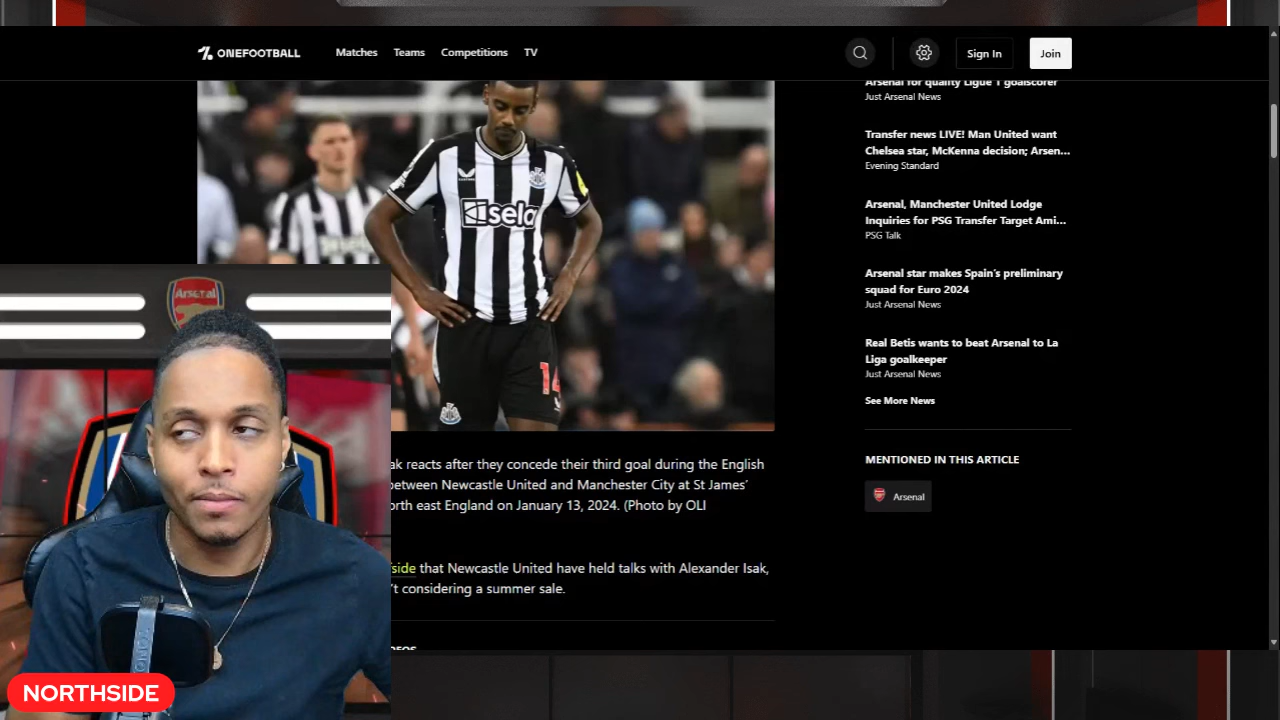 ONEFOOTBALL
Matches
Teams
Competitions
TV
Sign In
Join
Arsenal for quality Ligue 1 goalscorer
Just Arsenal News
Transfer news LIVE! Man United want
Chelsea star, McKenna decision; Arsen...
Evening Standard
Arsenal, Manchester United Lodge
Inquiries for PSG Transfer Target Ami...
PSG Talk
Arsenal star makes Spain's preliminary
squad for Euro 2024
Just Arsenal News
Real Betis wants to beat Arsenal to La
Liga goalkeeper
Just Arsenal News
See More News
MENTIONED IN THIS ARTICLE
Arsenal
sela
14
Arsenal
ak reacts after they concede their third goal during the English
between Newcastle United and Manchester City at St James'
orth east England on January 13, 2024. (Photo by OLI
side that Newcastle United have held talks with Alexander Isak,
't considering a summer sale.
NORTHSIDE